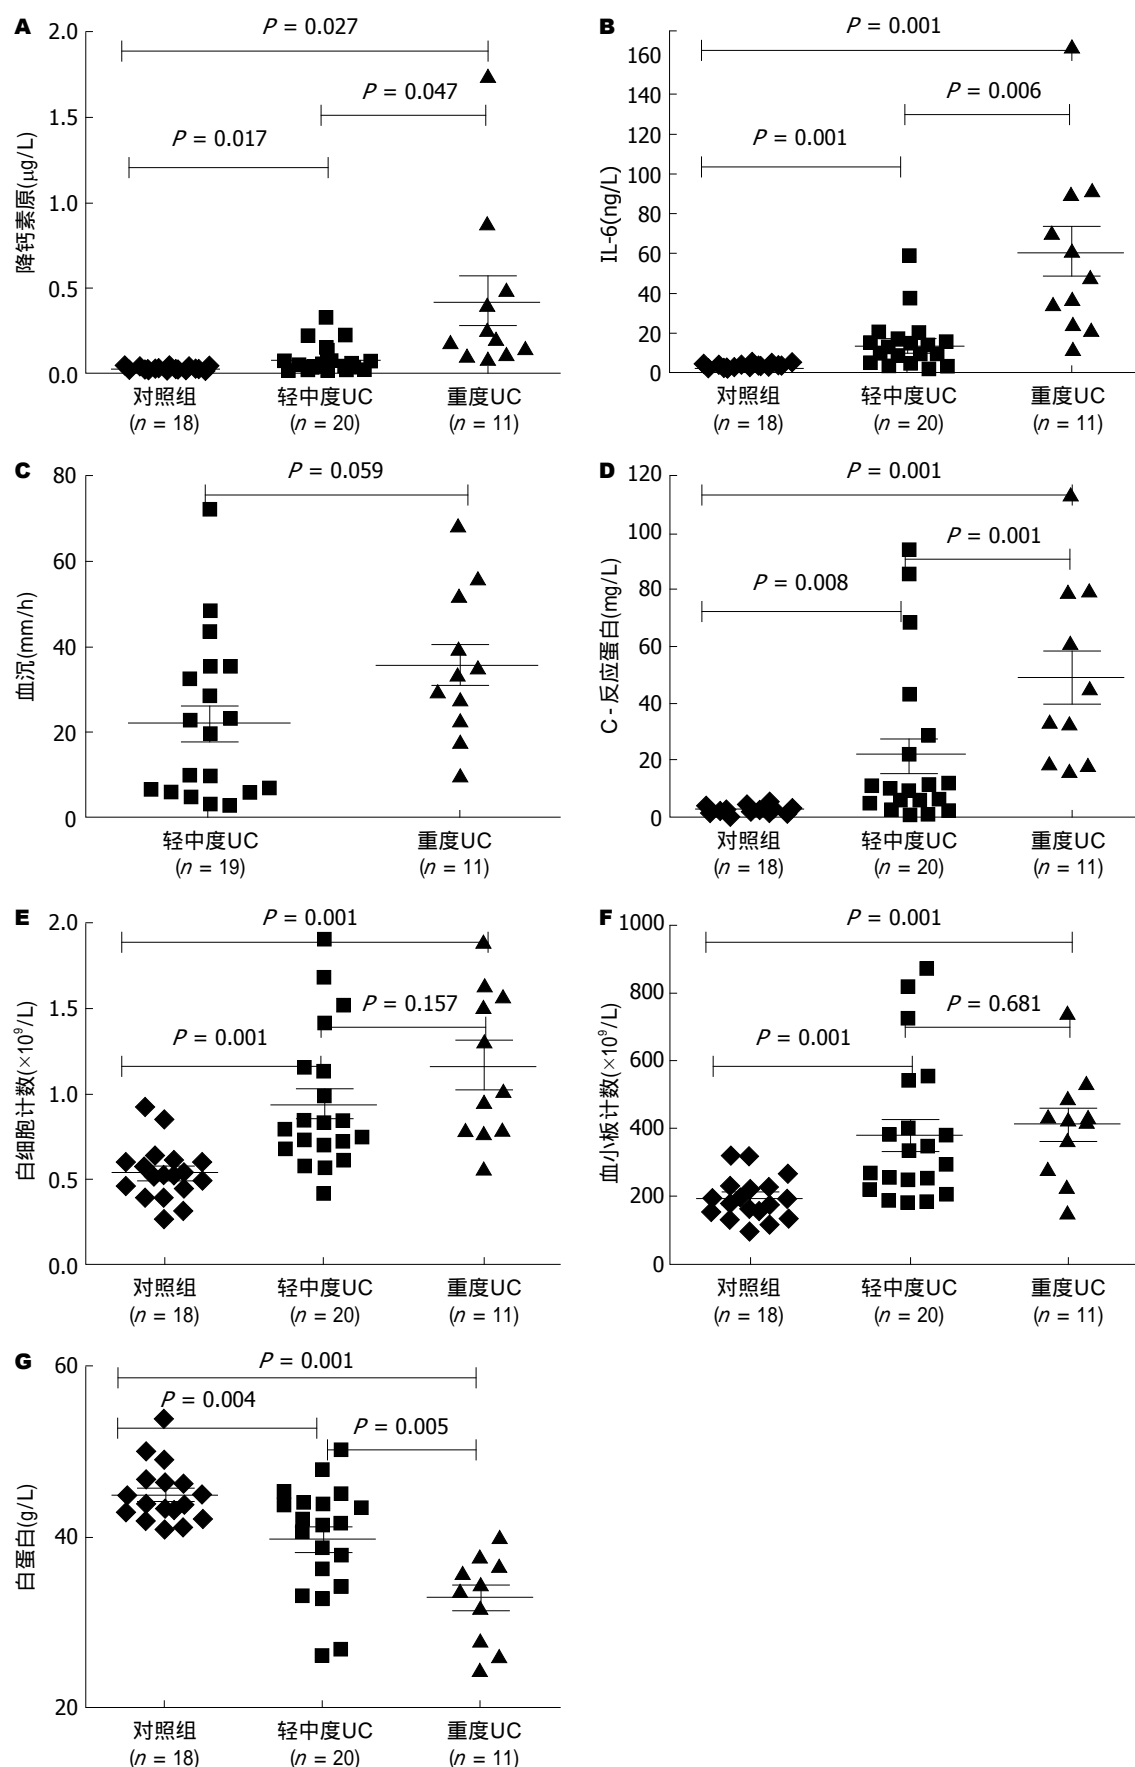 A
P = 0.027
P = 0.047
P = 0.017
2.0
1.5
1.0
0.5
0.0
降钙素原(μg/L)
对照组
(n = 18)
轻中度UC
(n = 20)
重度UC
(n = 11)
B
P = 0.001
P = 0.006
P = 0.001
160
140
120
100
80
60
40
20
0
IL-6(ng/L)
对照组
(n = 18)
轻中度UC
(n = 20)
重度UC
(n = 11)
C
P = 0.059
80
60
40
20
0
血沉(mm/h)
轻中度UC
(n = 19)
重度UC
(n = 11)
D
P = 0.001
P = 0.001
P = 0.008
120
100
80
60
40
20
0
C - 反应蛋白(mg/L)
对照组
(n = 18)
轻中度UC
(n = 20)
重度UC
(n = 11)
E
P = 0.001
P = 0.157
P = 0.001
2.0
1.5
1.0
0.5
0.0
白细胞计数(×10⁹/L)
对照组
(n = 18)
轻中度UC
(n = 20)
重度UC
(n = 11)
F
P = 0.001
P = 0.681
P = 0.001
1000
800
600
400
200
0
血小板计数(×10⁹/L)
对照组
(n = 18)
轻中度UC
(n = 20)
重度UC
(n = 11)
G
P = 0.001
P = 0.004
P = 0.005
60
40
20
白蛋白(g/L)
对照组
(n = 18)
轻中度UC
(n = 20)
重度UC
(n = 11)